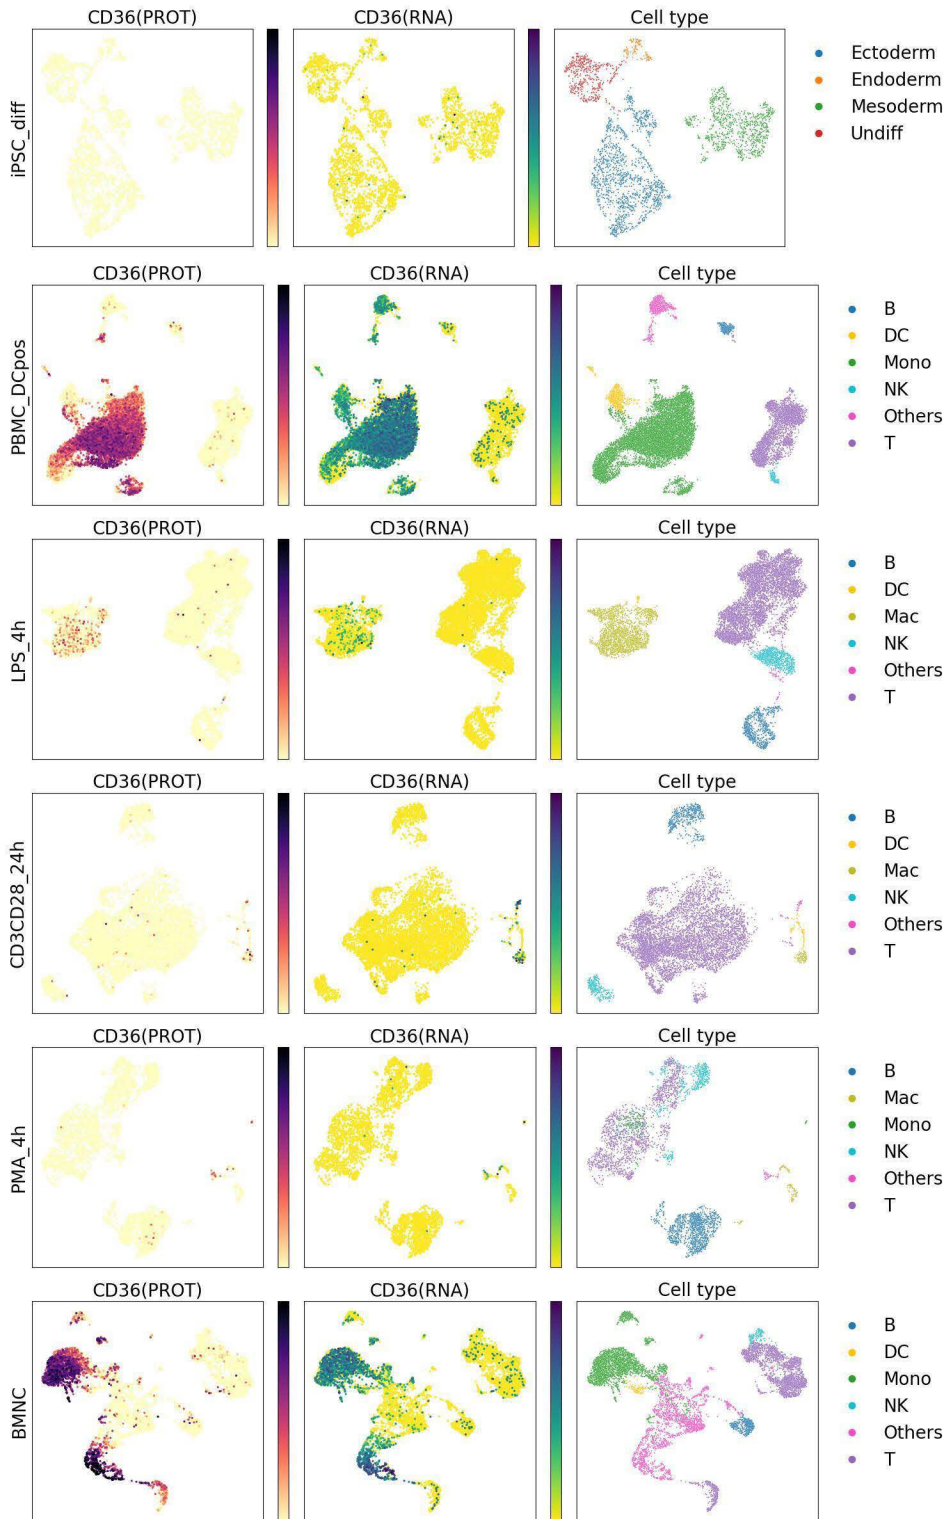 CD36(PROT) CD36(RNA) Cell type
iPSC_diff
Ectoderm
Endoderm
Mesoderm
Undiff
CD36(PROT) CD36(RNA) Cell type
PBMC_DCpos
B
DC
Mono
NK
Others
T
CD36(PROT) CD36(RNA) Cell type
LPS_4h
B
DC
Mac
NK
Others
T
CD36(PROT) CD36(RNA) Cell type
CD3CD28_24h
B
DC
Mac
NK
Others
T
CD36(PROT) CD36(RNA) Cell type
PMA_4h
B
Mac
Mono
NK
Others
T
CD36(PROT) CD36(RNA) Cell type
BMNC
B
DC
Mono
NK
Others
T